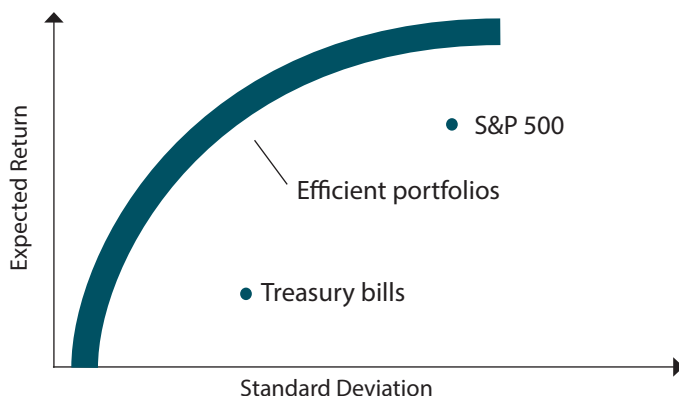 Expected Return
S&P 500
Efficient portfolios
Treasury bills
Standard Deviation